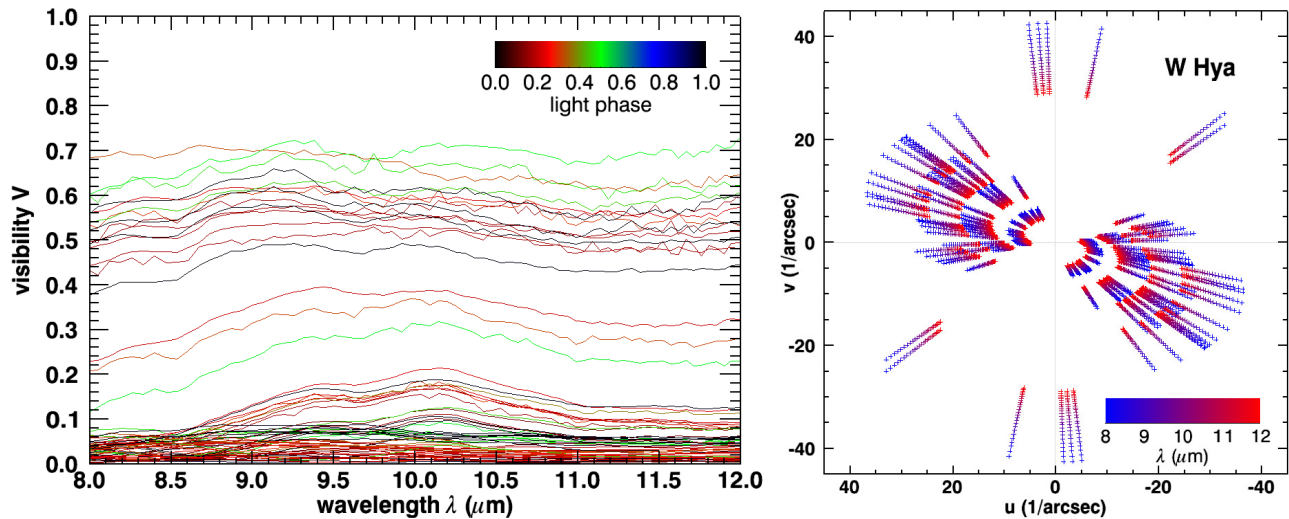 1.0
0.9
0.8
0.7
0.6
0.5
0.4
0.3
0.2
0.1
0.0
visibility V
0.0 0.2 0.4 0.6 0.8 1.0
light phase
8.0 8.5 9.0 9.5 10.0 10.5 11.0 11.5 12.0
wavelength λ (μm)
40
20
0
-20
-40
v (1/arcsec)
W Hya
8 9 10 11 12
λ (μm)
40 20 0 -20 -40
u (1/arcsec)